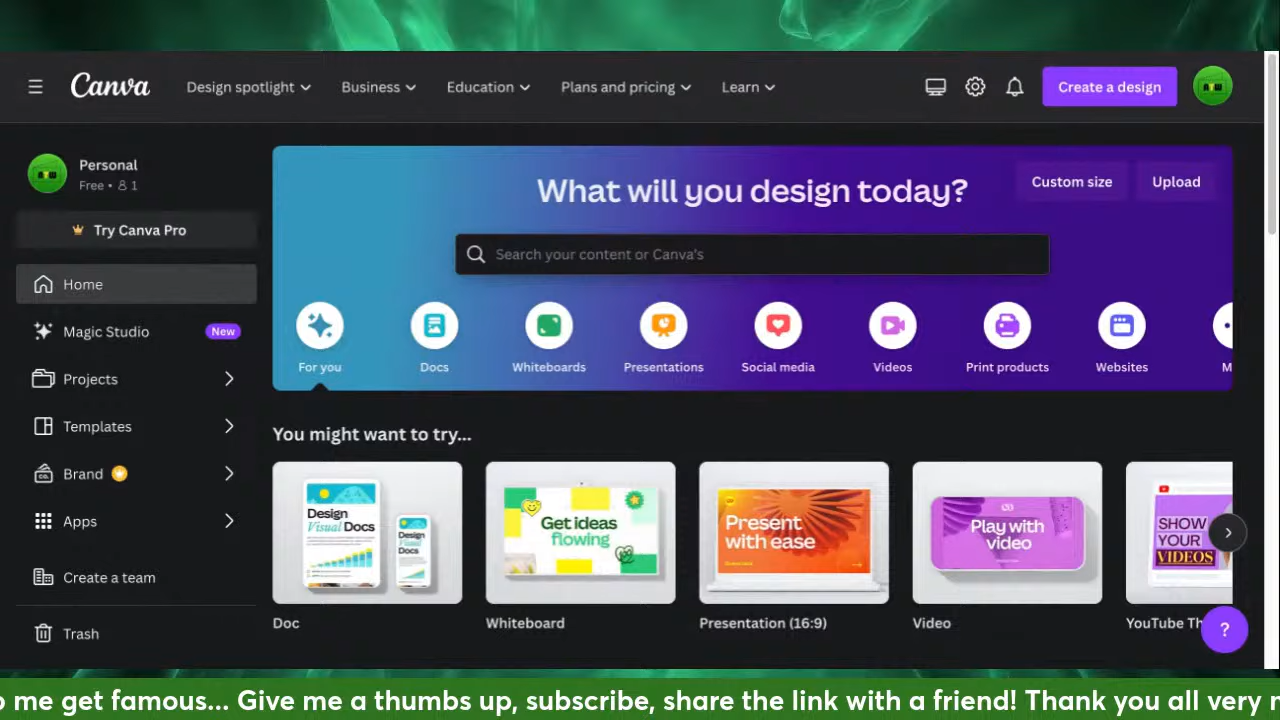 Canva
Design spotlight
Business
Education
Plans and pricing
Learn
Create a design
Personal
Free • 1
Try Canva Pro
Home
Magic Studio
New
Projects
Templates
Brand
Apps
Create a team
Trash
What will you design today?
Custom size
Upload
Search your content or Canva's
For you
Docs
Whiteboards
Presentations
Social media
Videos
Print products
Websites
M
You might want to try...
Design
Visual Docs
Design
Visual
Docs
Get ideas
flowing
Present
with ease
Play with
video
SHOW
YOUR
VIDEOS
Doc
Whiteboard
Presentation (16:9)
Video
YouTube Th
?
o me get famous... Give me a thumbs up, subscribe, share the link with a friend! Thank you all very